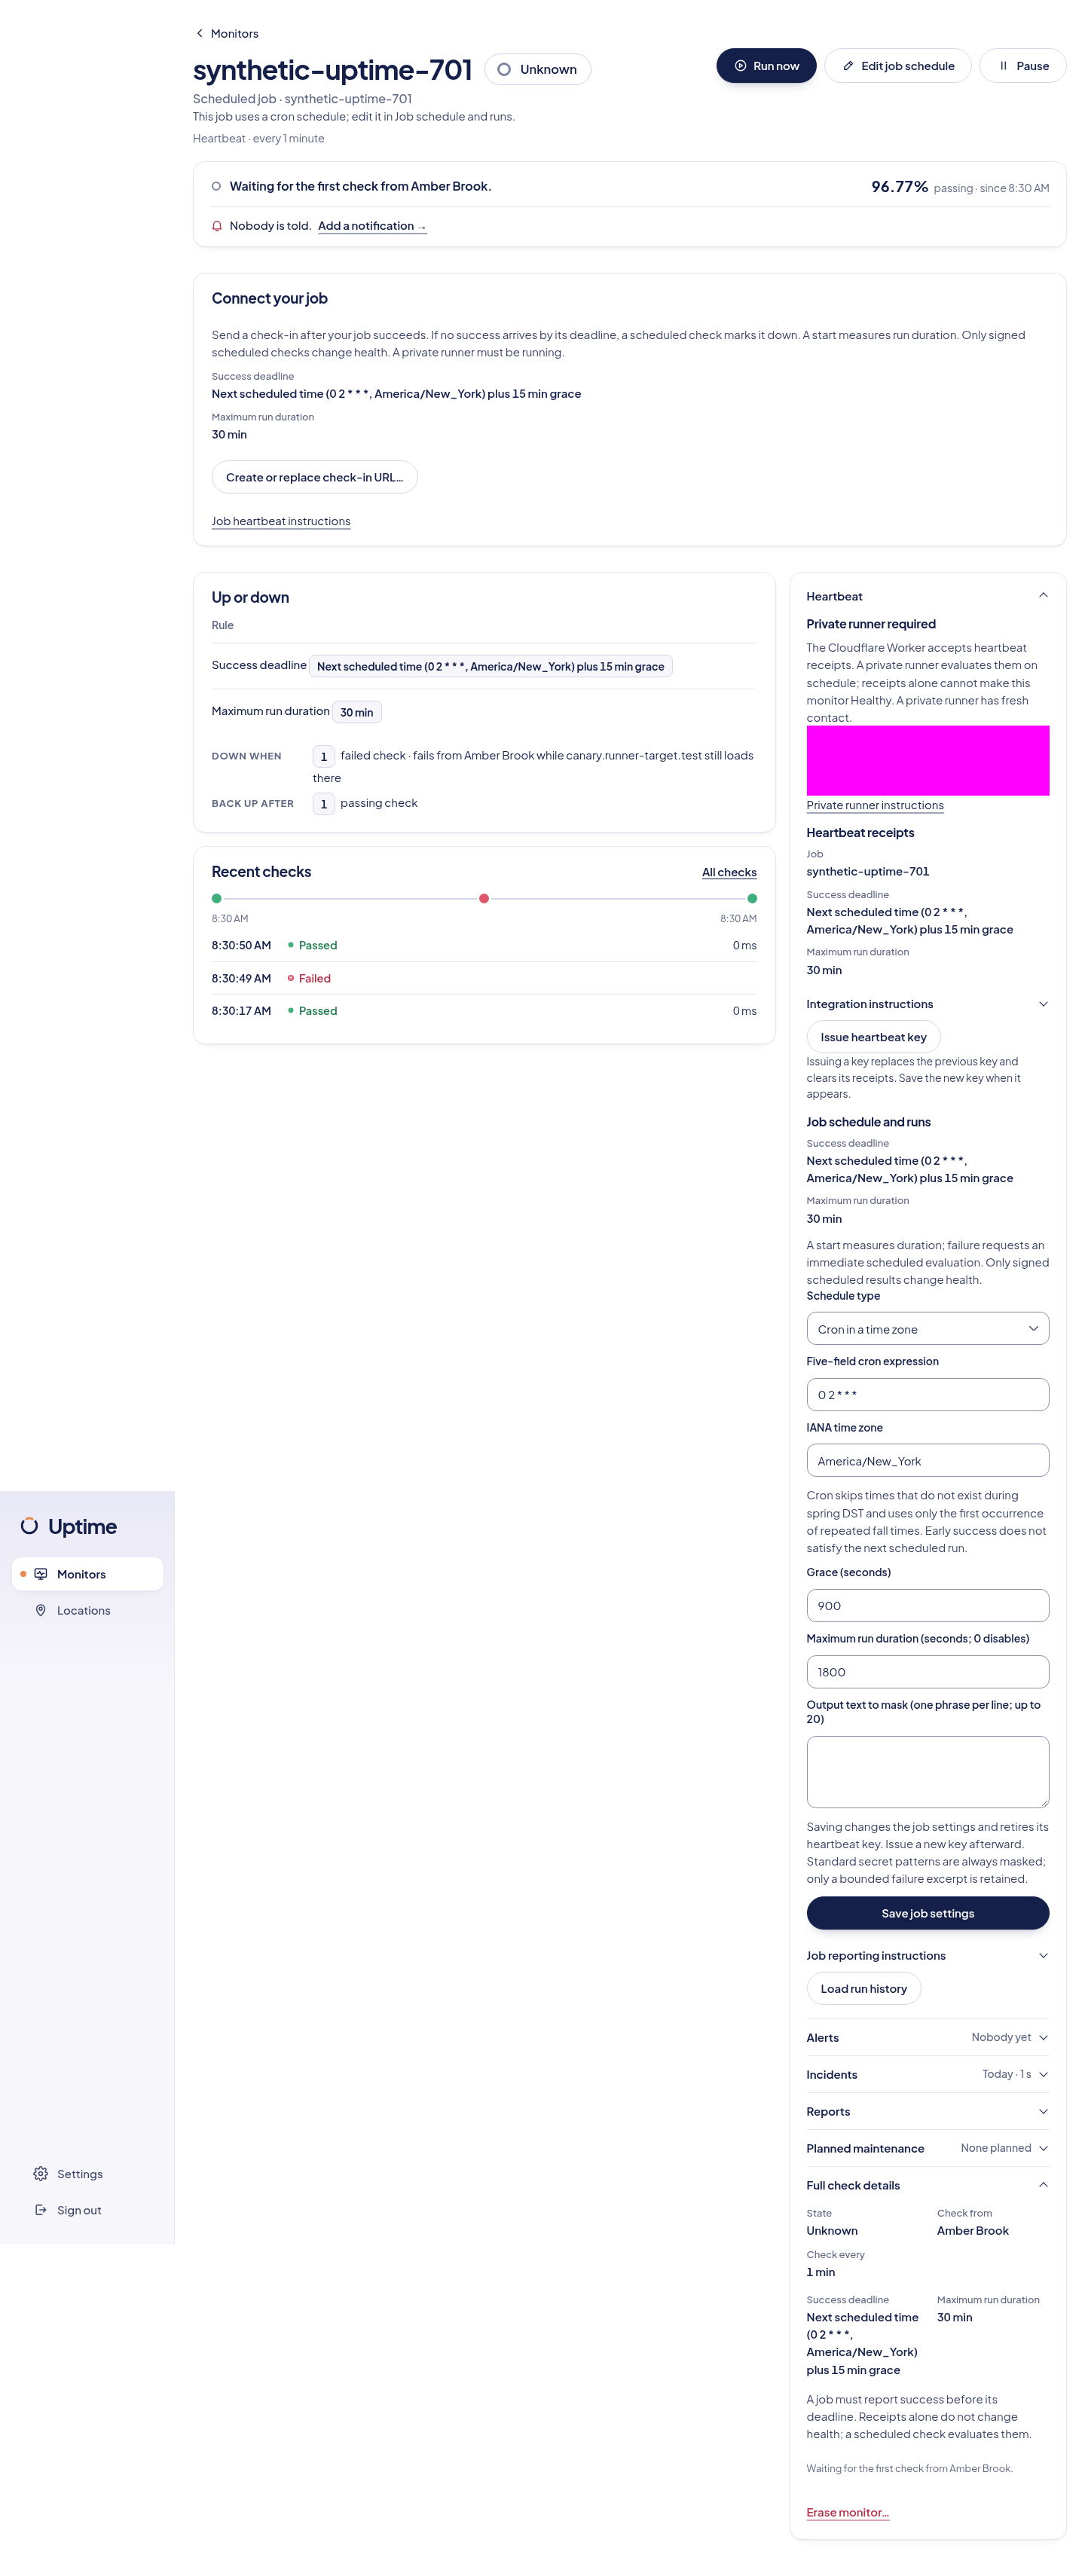 Monitors
synthetic-uptime-701
Unknown
Run now
Edit job schedule
Pause
Scheduled job · synthetic-uptime-701
This job uses a cron schedule; edit it in Job schedule and runs.
Heartbeat · every 1 minute
Waiting for the first check from Amber Brook.
96.77% passing · since 8:30 AM
Nobody is told. Add a notification →
Connect your job
Send a check-in after your job succeeds. If no success arrives by its deadline, a scheduled check marks it down. A start measures run duration. Only signed
scheduled checks change health. A private runner must be running.
Success deadline
Next scheduled time (0 2 * * *, America/New_York) plus 15 min grace
Maximum run duration
30 min
Create or replace check-in URL…
Job heartbeat instructions
Up or down
Rule
Success deadline Next scheduled time (0 2 * * *, America/New_York) plus 15 min grace
Maximum run duration 30 min
DOWN WHEN 1 failed check · fails from Amber Brook while canary.runner-target.test still loads
there
BACK UP AFTER 1 passing check
Recent checks
All checks
8:30 AM 8:30 AM
8:30:50 AM Passed 0 ms
8:30:49 AM Failed
8:30:17 AM Passed 0 ms
Heartbeat
Private runner required
The Cloudflare Worker accepts heartbeat
receipts. A private runner evaluates them on
schedule; receipts alone cannot make this
monitor Healthy. A private runner has fresh
contact.
Private runner instructions
Heartbeat receipts
Job
synthetic-uptime-701
Success deadline
Next scheduled time (0 2 * * *,
America/New_York) plus 15 min grace
Maximum run duration
30 min
Integration instructions
Issue heartbeat key
Issuing a key replaces the previous key and
clears its receipts. Save the new key when it
appears.
Job schedule and runs
Success deadline
Next scheduled time (0 2 * * *,
America/New_York) plus 15 min grace
Maximum run duration
30 min
A start measures duration; failure requests an
immediate scheduled evaluation. Only signed
scheduled results change health.
Schedule type
Cron in a time zone
Five-field cron expression
0 2 * * *
IANA time zone
America/New_York
Cron skips times that do not exist during
spring DST and uses only the first occurrence
of repeated fall times. Early success does not
satisfy the next scheduled run.
Grace (seconds)
900
Maximum run duration (seconds; 0 disables)
1800
Output text to mask (one phrase per line; up to
20)
Saving changes the job settings and retires its
heartbeat key. Issue a new key afterward.
Standard secret patterns are always masked;
only a bounded failure excerpt is retained.
Save job settings
Job reporting instructions
Load run history
Alerts Nobody yet
Incidents Today · 1 s
Reports
Planned maintenance None planned
Full check details
State Check from
Unknown Amber Brook
Check every
1 min
Success deadline Maximum run duration
Next scheduled time 30 min
(0 2 * * *,
America/New_York)
plus 15 min grace
A job must report success before its
deadline. Receipts alone do not change
health; a scheduled check evaluates them.
Waiting for the first check from Amber Brook.
Erase monitor…
Uptime
Monitors
Locations
Settings
Sign out